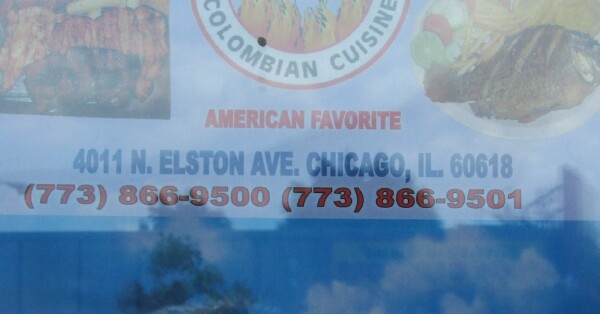 COLOMBIAN CUISINE
AMERICAN FAVORITE
4011 N. ELSTON AVE. CHICAGO, IL. 60618
(773) 866-9500 (773) 866-9501